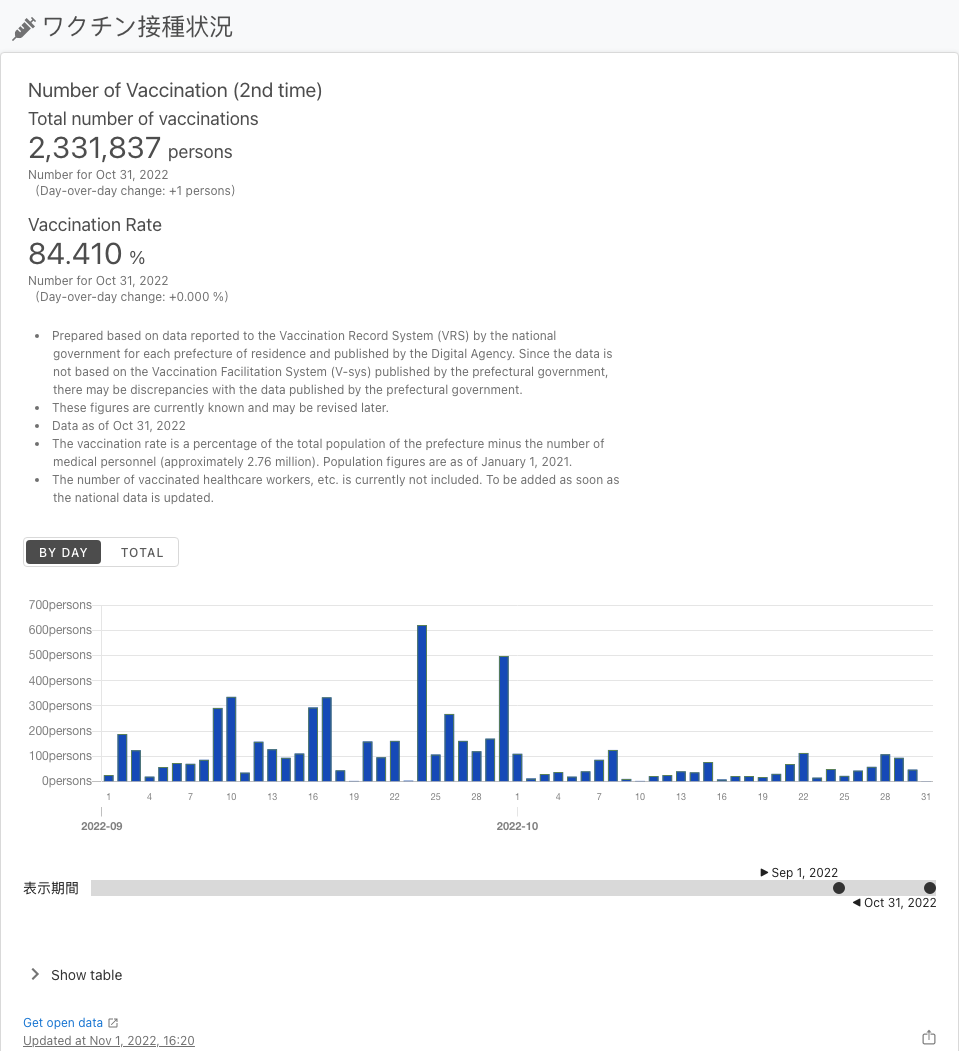 ワクチン接種状況
Number of Vaccination (2nd time)
Total number of vaccinations
2,331,837 persons
Number for Oct 31, 2022
(Day-over-day change: +1 persons)
Vaccination Rate
84.410 %
Number for Oct 31, 2022
(Day-over-day change: +0.000 %)
• Prepared based on data reported to the Vaccination Record System (VRS) by the national
government for each prefecture of residence and published by the Digital Agency. Since the data is
not based on the Vaccination Facilitation System (V-sys) published by the prefectural government,
there may be discrepancies with the data published by the prefectural government.
• These figures are currently known and may be revised later.
• Data as of Oct 31, 2022
• The vaccination rate is a percentage of the total population of the prefecture minus the number of
medical personnel (approximately 2.76 million). Population figures are as of January 1, 2021.
• The number of vaccinated healthcare workers, etc. is currently not included. To be added as soon as
the national data is updated.
BY DAY TOTAL
700persons
600persons
500persons
400persons
300persons
200persons
100persons
0persons
1 4 7 10 13 16 19 22 25 28 1 4 7 10 13 16 19 22 25 28 31
2022-09 2022-10
▶ Sep 1, 2022
表示期間
◀ Oct 31, 2022
Show table
Get open data
Updated at Nov 1, 2022, 16:20